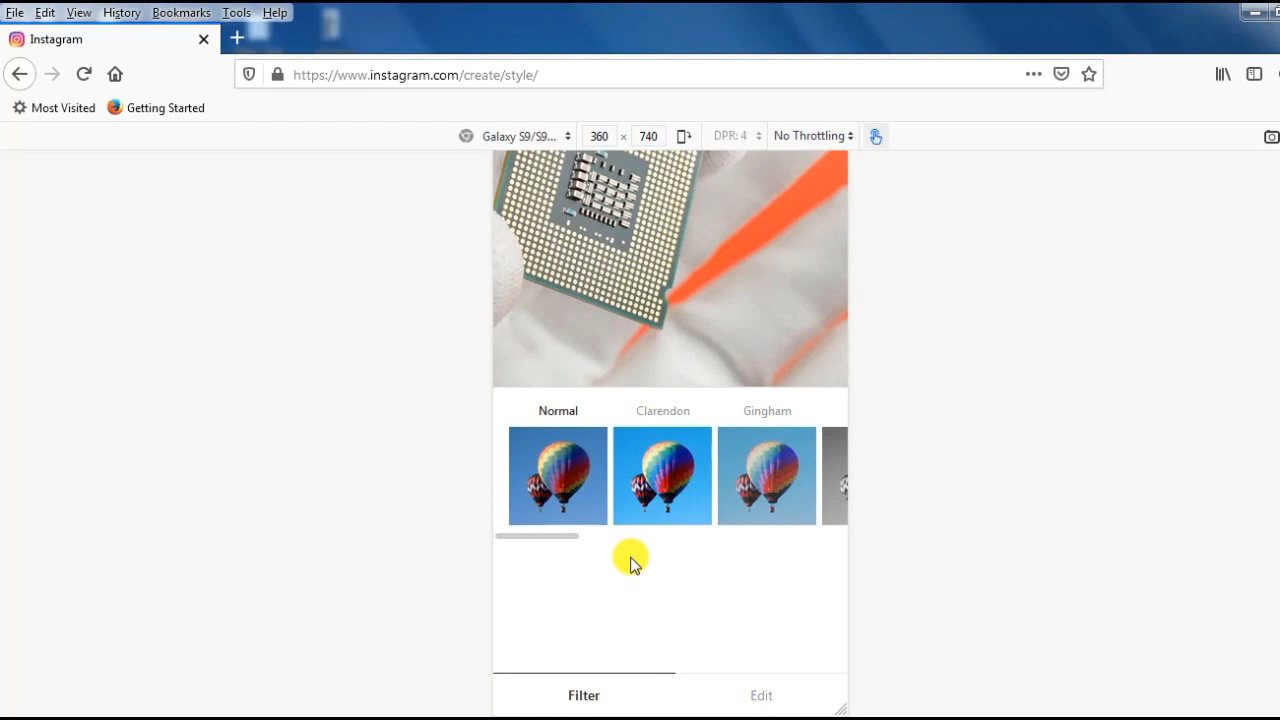 File Edit View History Bookmarks Tools Help
Instagram
https://www.instagram.com/create/style/
Most Visited Getting Started
Galaxy S9/S9... 360 × 740 DPR: 4 No Throttling
Normal Clarendon Gingham
Filter Edit